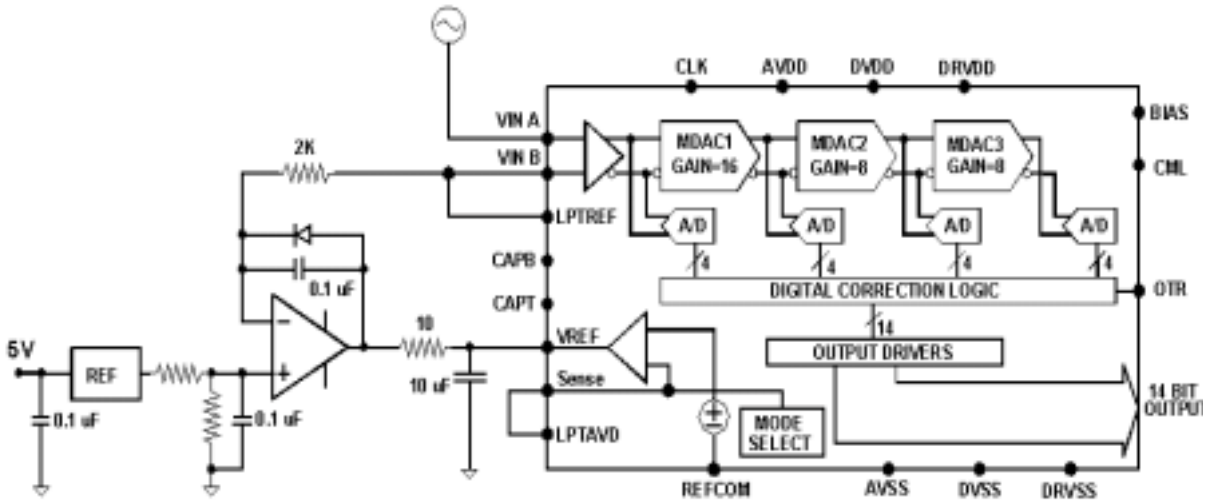 CLK AVDD DVDD DRVDD
BIAS
VIN A
MDAC1
GAIN=16
MDAC2
GAIN=8
MDAC3
GAIN=8
2K
VIN B
CML
LPTREF
A/D
A/D
A/D
A/D
CAPB
4
4
4
4
0.1 uF
DIGITAL CORRECTION LOGIC
OTR
CAPT
10
VREF
14
5V
REF
-
+
OUTPUT DRIVERS
10 uF
Sense
0.1 uF
0.1 uF
+
-
MODE
SELECT
14 BIT
OUTPUT
LPTAVD
REFCOM AVSS DVSS DRVSS